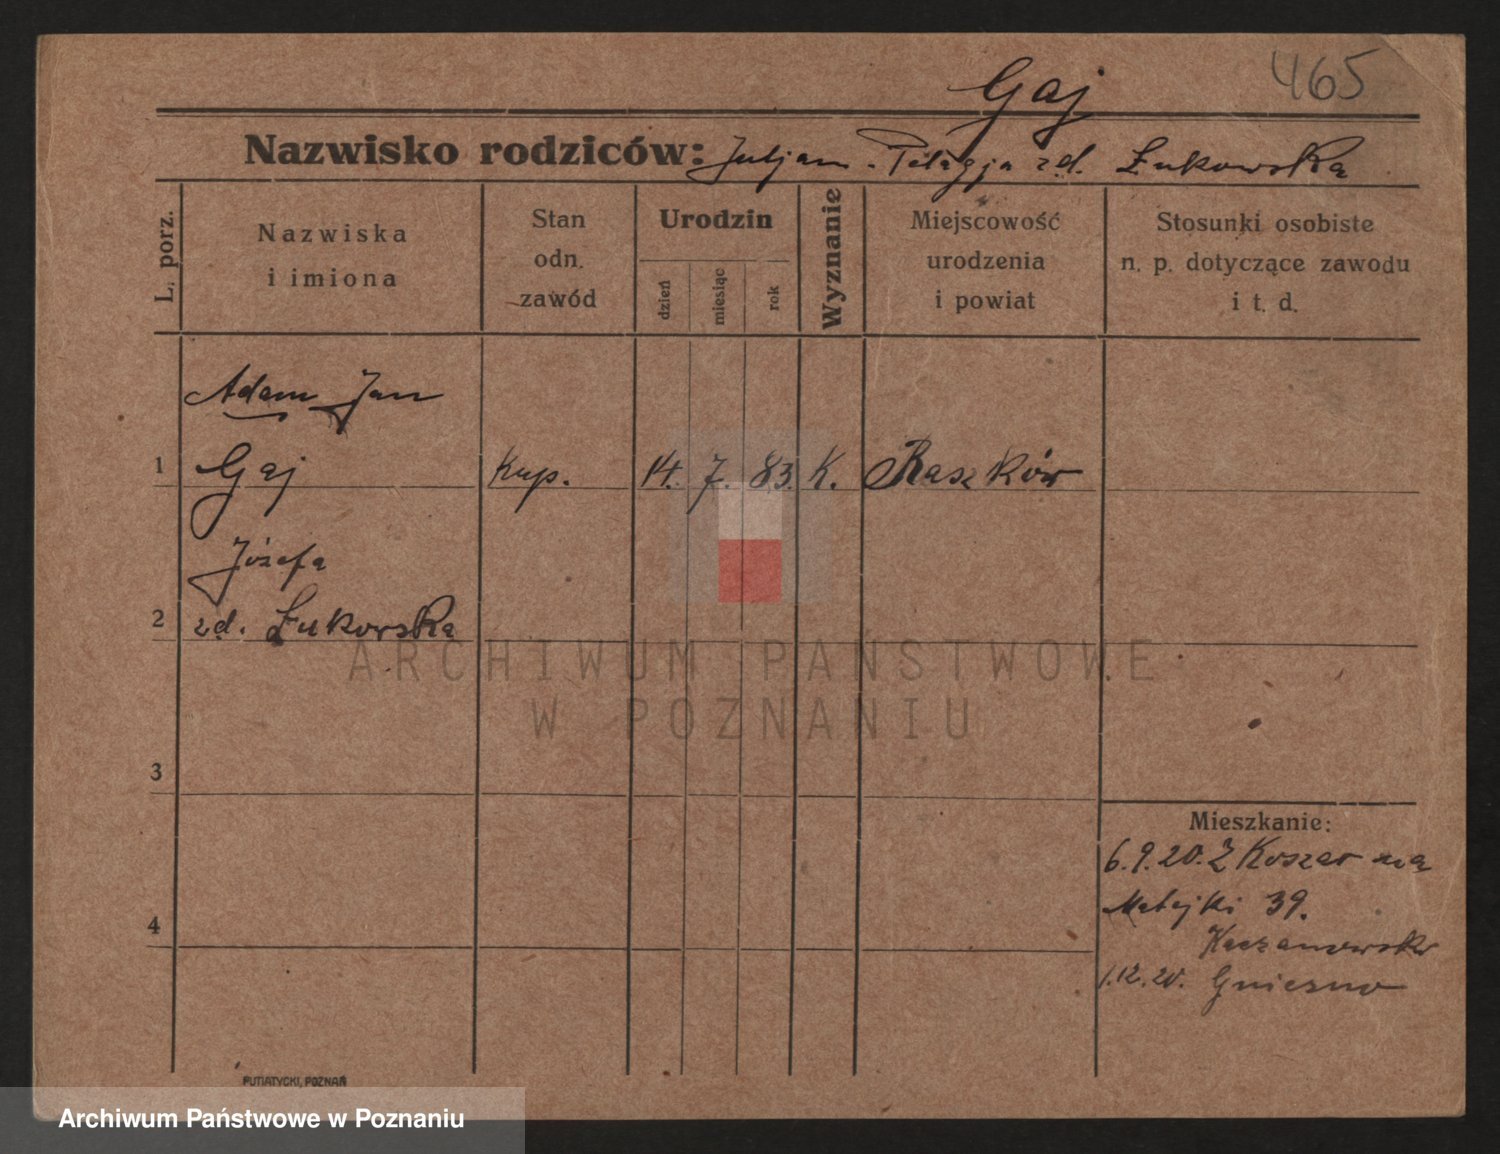 465
Gaj
Nazwisko rodziców: Juljan - Pelagja zd. Łukowska
L. porz.
Nazwiska
i imiona
Stan
odn.
zawód
Urodzin
dzień
miesiąc
rok
Wyznanie
Miejscowość
urodzenia
i powiat
Stosunki osobiste
n. p. dotyczące zawodu
i t. d.
Adam Jan
1 Gaj Kup. 14. 7. 83. K. Raszków
Józefa
2 zd. Łukowska
ARCHIWUM PAŃSTWOWE
W POZNANIU
3
Mieszkanie:
6.9.20. Z Koszar na
Matejki 39.
4
Kaczanowska
1.12.20. Gniezno
PUTIATYCKI, POZNAŃ
Archiwum Państwowe w Poznaniu